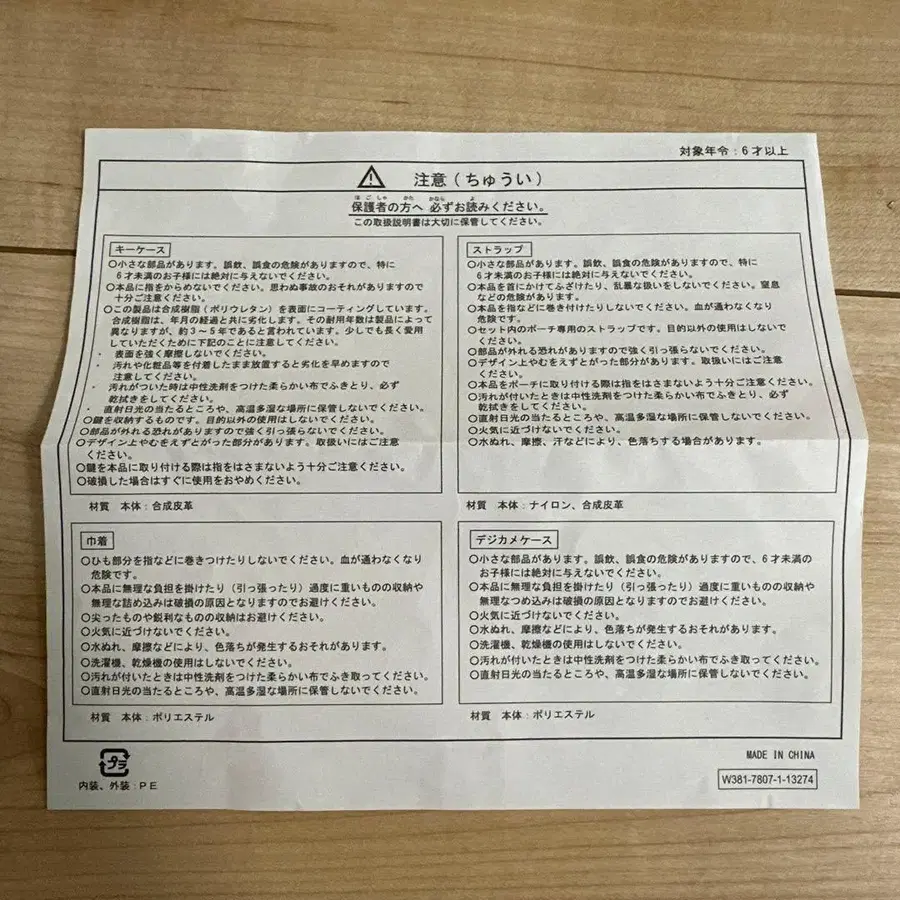 対象年令:6才以上
⚠ 注意(ちゅうい)
ほごしゃ かた かなら よ
保護者の方へ 必ずお読みください。
この取扱説明書は大切に保管してください。
キーケース
○小さな部品があります。誤飲、誤食の危険がありますので、特に
6才未満のお子様には絶対に与えないでください。
○本品に指をからめないでください。思わぬ事故のおそれがありますので
十分ご注意ください。
○この製品は合成樹脂(ポリウレタン)を表面にコーティングしています。
合成樹脂は、年月の経過と共に劣化します。その耐用年数は製品によって
異なりますが、約3~5年であると言われています。少しでも長く愛用
していただくために下記のことに注意してください。
・ 表面を強く摩擦しないでください。
・ 汚れや化粧品等を付着したまま放置すると劣化を早めますので
注意してください。
・ 汚れがついた時は中性洗剤をつけた柔らかい布でふきとり、必ず
乾拭きをしてください。
・ 直射日光の当たるところや、高温多湿な場所に保管しないでください。
○鍵を収納するものです。目的以外の使用はしないでください。
○部品が外れる恐れがありますので強く引っ張らないでください。
○デザイン上やむをえずとがった部分があります。取扱いにはご注意
ください。
○鍵を本品に取り付ける際は指をはさまないよう十分ご注意ください。
○破損した場合はすぐに使用をおやめください。
材質 本体:合成皮革
ストラップ
○小さな部品があります。誤飲、誤食の危険がありますので、特に
6才未満のお子様には絶対に与えないでください。
○本品を首にかけてふざけたり、乱暴な扱いをしないでください。窒息
などの危険があります。
○本品を指などに巻き付けたりしないでください。血が通わなくなり
危険です。
○セット内のポーチ専用のストラップです。目的以外の使用はしないで
ください。
○部品が外れる恐れがありますので強く引っ張らないでください。
○デザイン上やむをえずとがった部分があります。取扱いにはご注意
ください。
○本品をポーチに取り付ける際は指をはさまないよう十分ご注意ください。
○汚れが付いたときは中性洗剤をつけた柔らかい布でふきとり、必ず
乾拭きをしてください。
○直射日光の当たるところや、高温多湿な場所に保管しないでください。
○火気に近づけないでください。
○水ぬれ、摩擦、汗などにより、色落ちする場合があります。
材質 本体:ナイロン、合成皮革
巾着
○ひも部分を指などに巻きつけたりしないでください。血が通わなくなり
危険です。
○本品に無理な負担を掛けたり(引っ張ったり)過度に重いものの収納や
無理な詰め込みは破損の原因となりますのでお避けください。
○尖ったものや鋭利なものの収納はお避けください。
○火気に近づけないでください。
○水ぬれ、摩擦などにより、色落ちが発生するおそれがあります。
○洗濯機、乾燥機の使用はしないでください。
○汚れが付いたときは中性洗剤をつけた柔らかい布でふき取ってください。
○直射日光の当たるところや、高温多湿な場所に保管しないでください。
材質 本体:ポリエステル
デジカメケース
○小さな部品があります。誤飲、誤食の危険がありますので、6才未満の
お子様には絶対に与えないでください。
○本品に無理な負担を掛けたり(引っ張ったり)過度に重いものの収納や
無理なつめ込みは破損の原因となりますのでお避けください。
○火気に近づけないでください。
○水ぬれ、摩擦などにより、色落ちが発生するおそれがあります。
○洗濯機、乾燥機の使用はしないでください。
○汚れが付いたときは中性洗剤をつけた柔らかい布でふき取ってください。
○直射日光の当たるところや、高温多湿な場所に保管しないでください。
材質 本体:ポリエステル
プラ
内装、外装:PE
MADE IN CHINA
W381-7807-1-13274